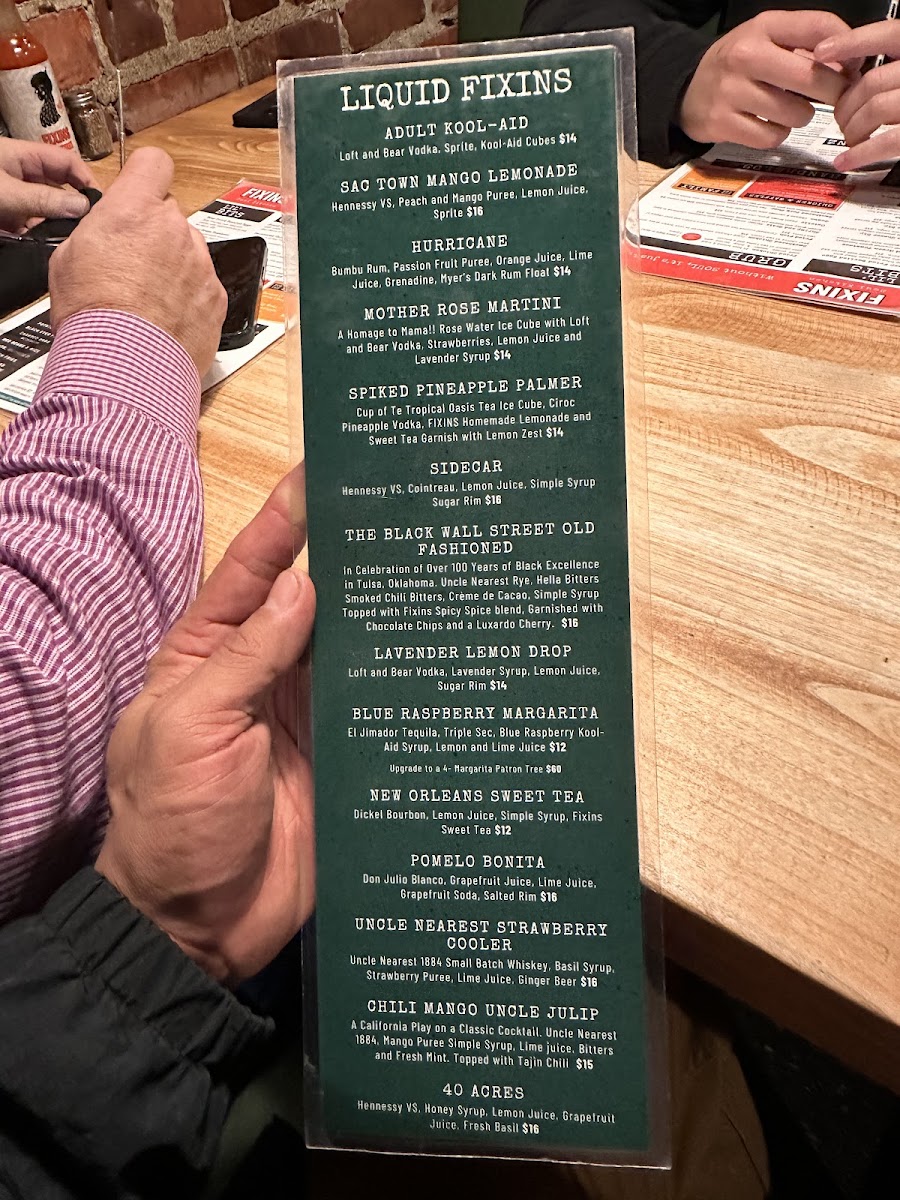 LIQUID FIXINS
ADULT KOOL-AID
Loft and Bear Vodka, Sprite, Kool-Aid Cubes $14
SAC TOWN MANGO LEMONADE
Hennessy VS, Peach and Mango Puree, Lemon Juice,
Sprite $16
HURRICANE
Bumbu Rum, Passion Fruit Puree, Orange Juice, Lime
Juice, Grenadine, Myer's Dark Rum Float $14
MOTHER ROSE MARTINI
A Homage to Mama!! Rose Water Ice Cube with Loft
and Bear Vodka, Strawberries, Lemon Juice and
Lavender Syrup $14
SPIKED PINEAPPLE PALMER
Cup of Te Tropical Oasis Tea Ice Cube, Ciroc
Pineapple Vodka, FIXINS Homemade Lemonade and
Sweet Tea Garnish with Lemon Zest $14
SIDECAR
Hennessy VS, Cointreau, Lemon Juice, Simple Syrup
Sugar Rim $16
THE BLACK WALL STREET OLD
FASHIONED
In Celebration of Over 100 Years of Black Excellence
in Tulsa, Oklahoma. Uncle Nearest Rye, Hella Bitters
Smoked Chili Bitters, Crème de Cacao, Simple Syrup
Topped with Fixins Spicy Spice blend, Garnished with
Chocolate Chips and a Luxardo Cherry. $16
LAVENDER LEMON DROP
Loft and Bear Vodka, Lavender Syrup, Lemon Juice,
Sugar Rim $14
BLUE RASPBERRY MARGARITA
El Jimador Tequila, Triple Sec, Blue Raspberry Kool-
Aid Syrup, Lemon and Lime Juice $12
Upgrade to a 4- Margarita Patron Tree $60
NEW ORLEANS SWEET TEA
Dickel Bourbon, Lemon Juice, Simple Syrup, Fixins
Sweet Tea $12
POMELO BONITA
Don Julio Blanco, Grapefruit Juice, Lime Juice,
Grapefruit Soda, Salted Rim $16
UNCLE NEAREST STRAWBERRY
COOLER
Uncle Nearest 1884 Small Batch Whiskey, Basil Syrup,
Strawberry Puree, Lime Juice, Ginger Beer $16
CHILI MANGO UNCLE JULIP
A California Play on a Classic Cocktail. Uncle Nearest
1884, Mango Puree Simple Syrup, Lime juice, Bitters
and Fresh Mint. Topped with Tajin Chili $15
40 ACRES
Hennessy VS, Honey Syrup, Lemon Juice, Grapefruit
Juice, Fresh Basil $16
FIXINS
GRUB
LIL'
BITS
FIXINS